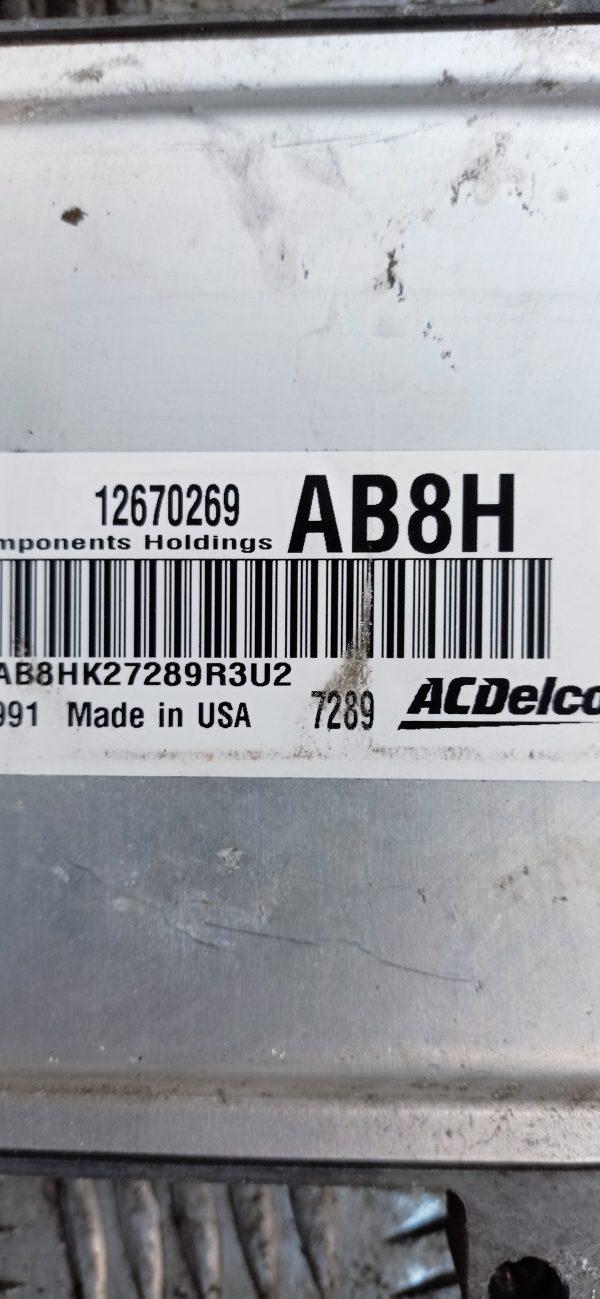 12670269 AB8H
mponents Holdings
AB8HK27289R3U2
991 Made in USA 7289 ACDelco